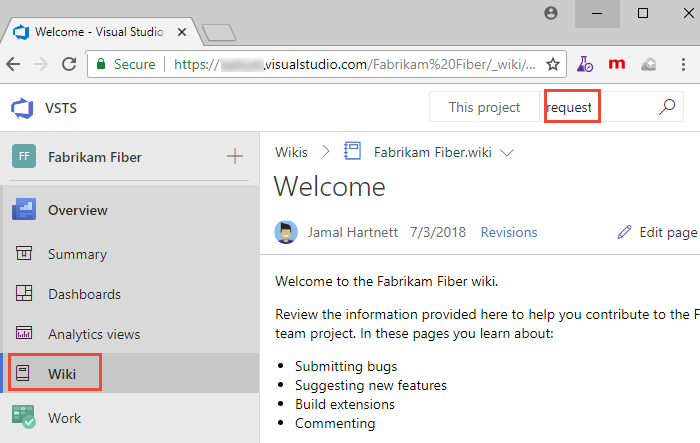 Welcome - Visual Studio
Secure https://
.visualstudio.com/Fabrikam%20Fiber/_wiki/...
m
VSTS
This project
request
FF Fabrikam Fiber
Wikis Fabrikam Fiber.wiki
Welcome
Overview
Jamal Hartnett 7/3/2018 Revisions Edit page
Summary
Welcome to the Fabrikam Fiber wiki.
Dashboards
Review the information provided here to help you contribute to the F
Analytics views
team project. In these pages you learn about:
Submitting bugs
Wiki
Suggesting new features
Build extensions
Work
Commenting